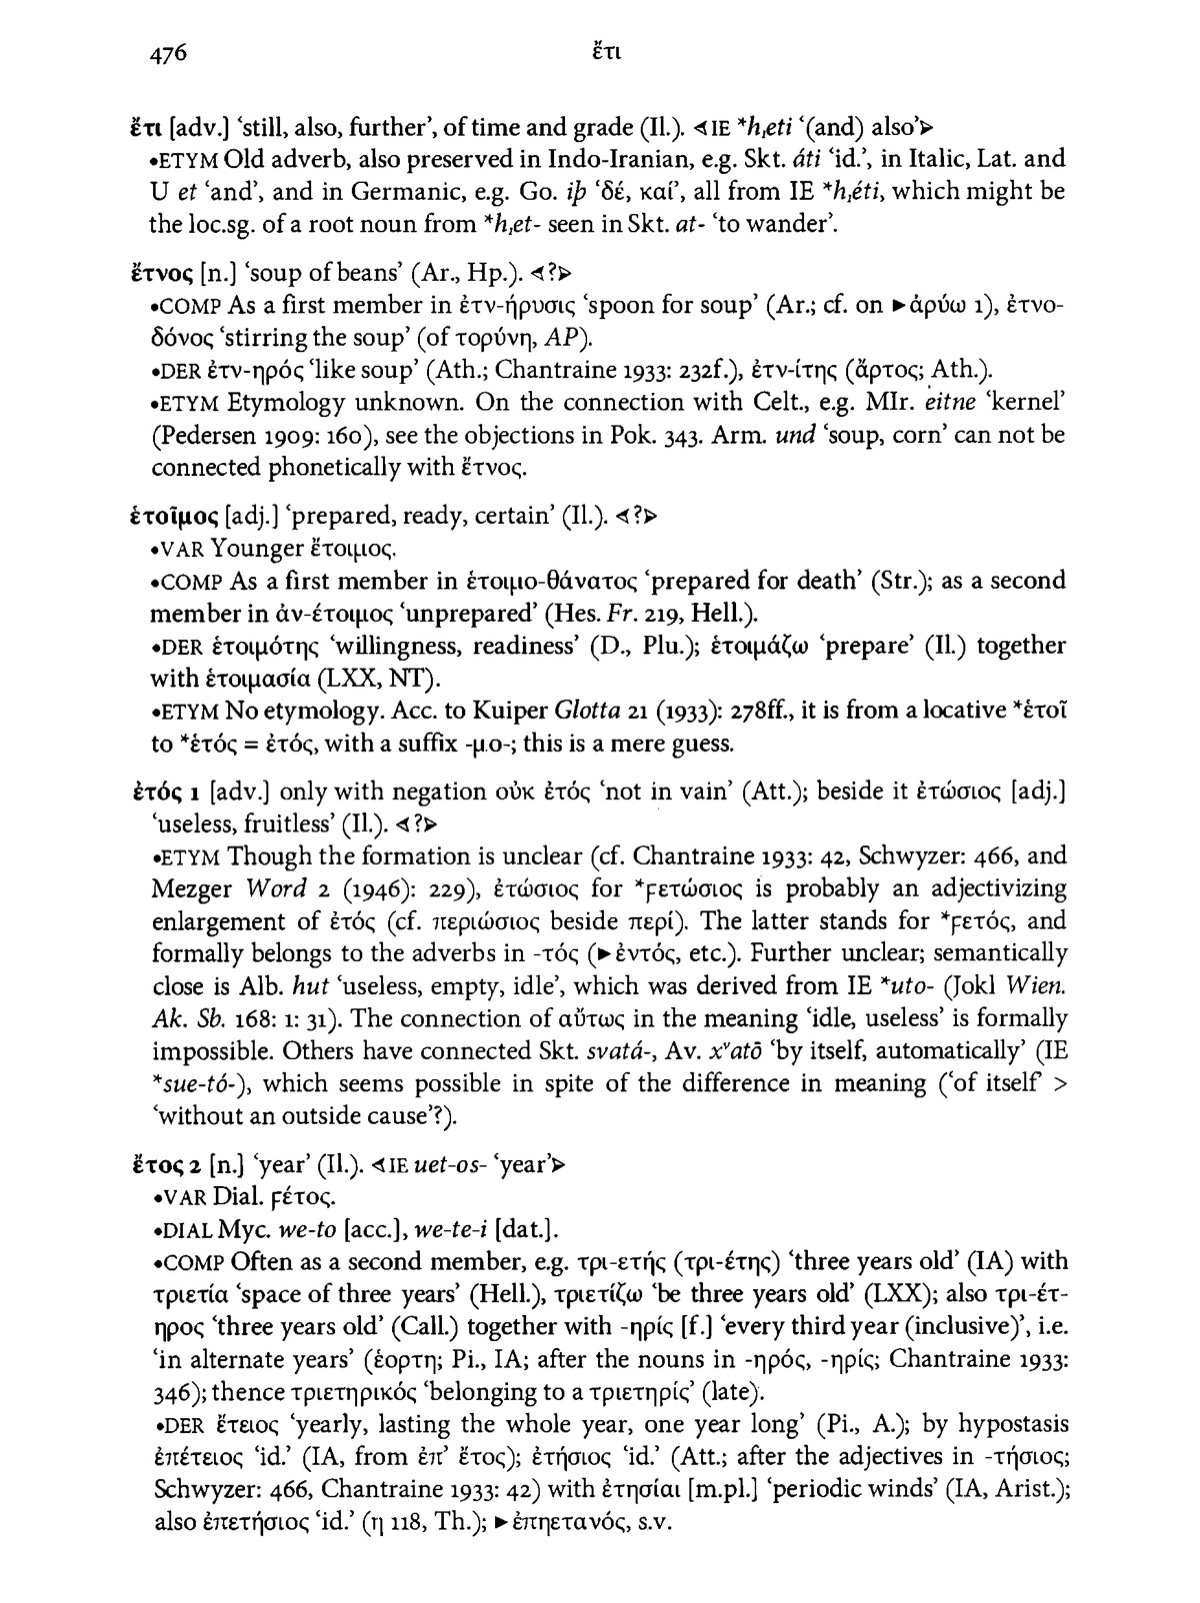 476
ἔτι
ἔτι [adv.] ‘still, also, further’, of time and grade (Il.). ⋖IE *h₁eti ‘(and) also’⋗
•ETYM Old adverb, also preserved in Indo-Iranian, e.g. Skt. áti ‘id.’, in Italic, Lat. and
U et ‘and’, and in Germanic, e.g. Go. iþ ‘δέ, καί’, all from IE *h₁éti, which might be
the loc.sg. of a root noun from *h₁et- seen in Skt. at- ‘to wander’.
ἔτνος [n.] ‘soup of beans’ (Ar., Hp.). ⋖?⋗
•COMP As a first member in ἐτν-ήρυσις ‘spoon for soup’ (Ar.; cf. on ►ἀρύω 1), ἐτνο-
δόνος ‘stirring the soup’ (of τορύνη, AP).
•DER ἐτν-ηρός ‘like soup’ (Ath.; Chantraine 1933: 232f.), ἐτν-ίτης (ἄρτος; Ath.).
•ETYM Etymology unknown. On the connection with Celt., e.g. MIr. eitne ‘kernel’
(Pedersen 1909: 160), see the objections in Pok. 343. Arm. und ‘soup, corn’ can not be
connected phonetically with ἔτνος.
ἑτοῖμος [adj.] ‘prepared, ready, certain’ (Il.). ⋖?⋗
•VAR Younger ἕτοιμος.
•COMP As a first member in ἑτοιμο-θάνατος ‘prepared for death’ (Str.); as a second
member in ἀν-έτοιμος ‘unprepared’ (Hes. Fr. 219, Hell.).
•DER ἑτοιμότης ‘willingness, readiness’ (D., Plu.); ἑτοιμάζω ‘prepare’ (Il.) together
with ἑτοιμασία (LXX, NT).
•ETYM No etymology. Acc. to Kuiper Glotta 21 (1933): 278ff., it is from a locative *ἑτοῖ
to *ἑτός = ἐτός, with a suffix -μο-; this is a mere guess.
ἐτός 1 [adv.] only with negation οὐκ ἐτός ‘not in vain’ (Att.); beside it ἐτώσιος [adj.]
‘useless, fruitless’ (Il.). ⋖?⋗
•ETYM Though the formation is unclear (cf. Chantraine 1933: 42, Schwyzer: 466, and
Mezger Word 2 (1946): 229), ἐτώσιος for *ϝετώσιος is probably an adjectivizing
enlargement of ἐτός (cf. περιώσιος beside περί). The latter stands for *ϝετός, and
formally belongs to the adverbs in -τός (►ἐντός, etc.). Further unclear; semantically
close is Alb. hut ‘useless, empty, idle’, which was derived from IE *uto- (Jokl Wien.
Ak. Sb. 168: 1: 31). The connection of αὔτως in the meaning ‘idle, useless’ is formally
impossible. Others have connected Skt. svatá-, Av. xᵛatō ‘by itself, automatically’ (IE
*sue-tó-), which seems possible in spite of the difference in meaning (‘of itself’ >
‘without an outside cause’?).
ἔτος 2 [n.] ‘year’ (Il.). ⋖IE uet-os- ‘year’⋗
•VAR Dial. ϝέτος.
•DIAL Myc. we-to [acc.], we-te-i [dat.].
•COMP Often as a second member, e.g. τρι-ετής (τρι-έτης) ‘three years old’ (IA) with
τριετία ‘space of three years’ (Hell.), τριετίζω ‘be three years old’ (LXX); also τρι-έτ-
ηρος ‘three years old’ (Call.) together with -ηρίς [f.] ‘every third year (inclusive)’, i.e.
‘in alternate years’ (ἑορτη; Pi., IA; after the nouns in -ηρός, -ηρίς; Chantraine 1933:
346); thence τριετηρικός ‘belonging to a τριετηρίς’ (late).
•DER ἔτειος ‘yearly, lasting the whole year, one year long’ (Pi., A.); by hypostasis
ἐπέτειος ‘id.’ (IA, from ἐπ’ ἔτος); ἐτήσιος ‘id.’ (Att.; after the adjectives in -τήσιος;
Schwyzer: 466, Chantraine 1933: 42) with ἐτησίαι [m.pl.] ‘periodic winds’ (IA, Arist.);
also ἐπετήσιος ‘id.’ (η 118, Th.); ►ἐπηετανός, s.v.